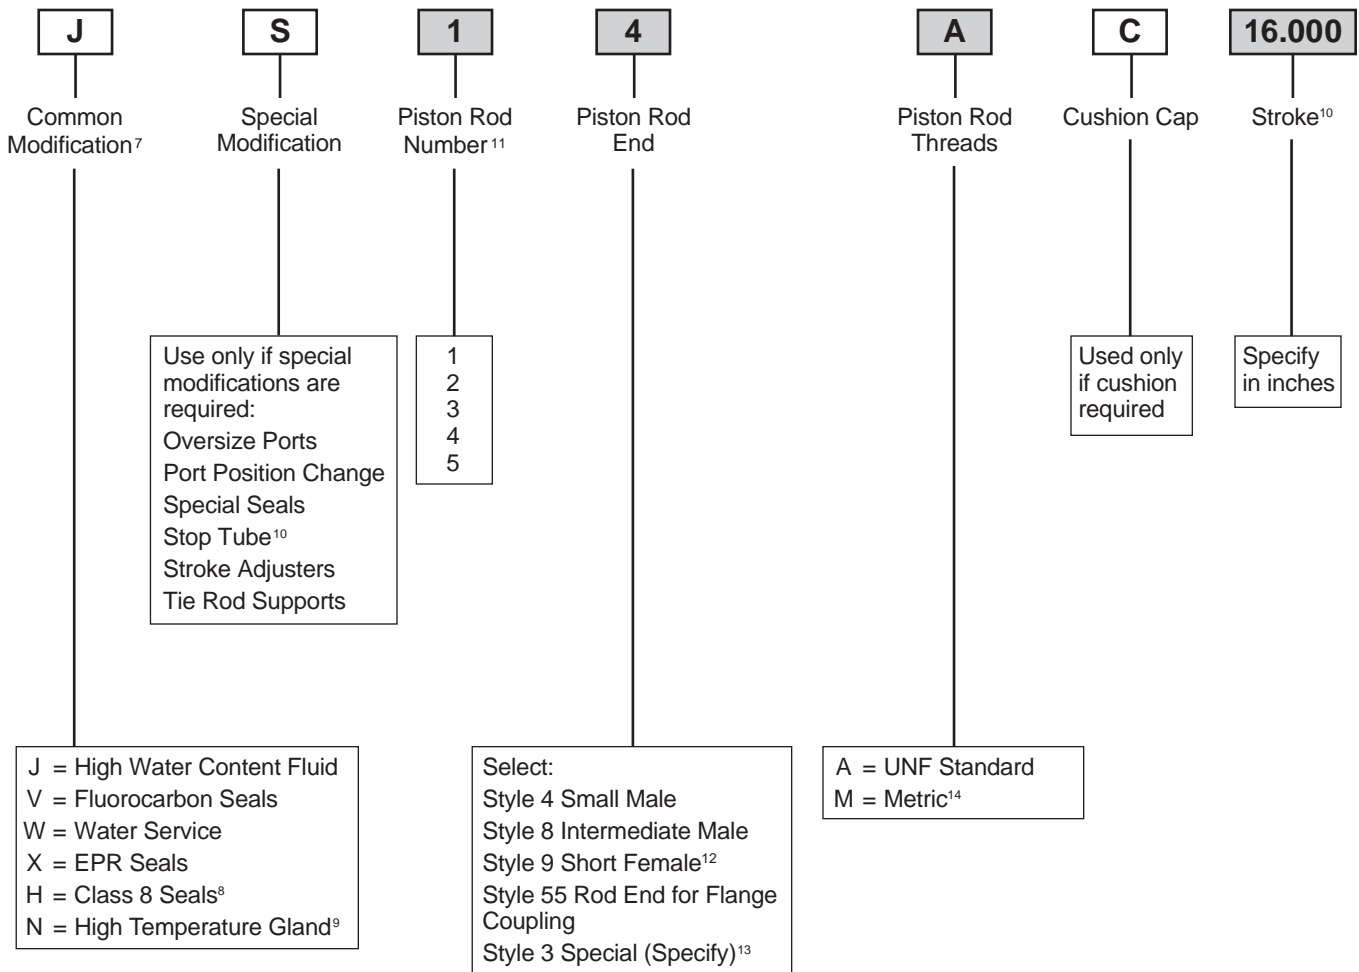 J S 1 4 A C 16.000
Common
Modification⁷
Special
Modification
Piston Rod
Number¹¹
Piston Rod
End
Piston Rod
Threads
Cushion Cap
Stroke¹⁰
Use only if special
modifications are
required:
Oversize Ports
Port Position Change
Special Seals
Stop Tube¹⁰
Stroke Adjusters
Tie Rod Supports
1
2
3
4
5
Used only
if cushion
required
Specify
in inches
J = High Water Content Fluid
V = Fluorocarbon Seals
W = Water Service
X = EPR Seals
H = Class 8 Seals⁸
N = High Temperature Gland⁹
Select:
Style 4 Small Male
Style 8 Intermediate Male
Style 9 Short Female¹²
Style 55 Rod End for Flange
Coupling
Style 3 Special (Specify)¹³
A = UNF Standard
M = Metric¹⁴